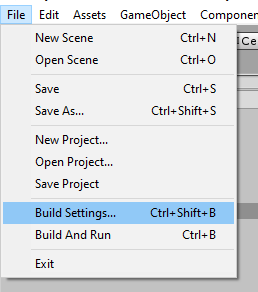 File Edit Assets GameObject Componen
New Scene Ctrl+N
Open Scene Ctrl+O
Save Ctrl+S
Save As... Ctrl+Shift+S
New Project...
Open Project...
Save Project
Build Settings... Ctrl+Shift+B
Build And Run Ctrl+B
Exit